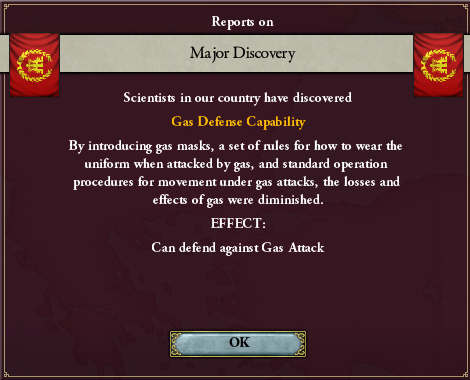 Reports on
Major Discovery
Scientists in our country have discovered
Gas Defense Capability
By introducing gas masks, a set of rules for how to wear the
uniform when attacked by gas, and standard operation
procedures for movement under gas attacks, the losses and
effects of gas were diminished.
EFFECT:
Can defend against Gas Attack
OK